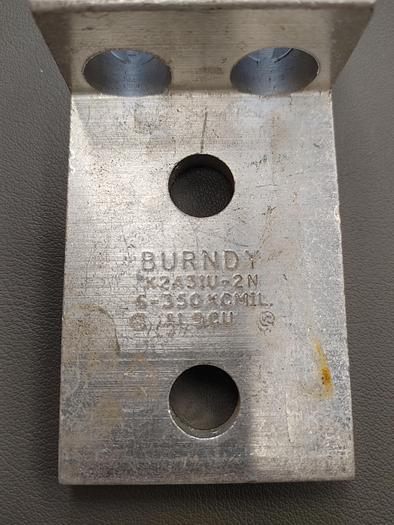 BURNDY
K2A31U-2N
6-350 KCMIL
AL9CU